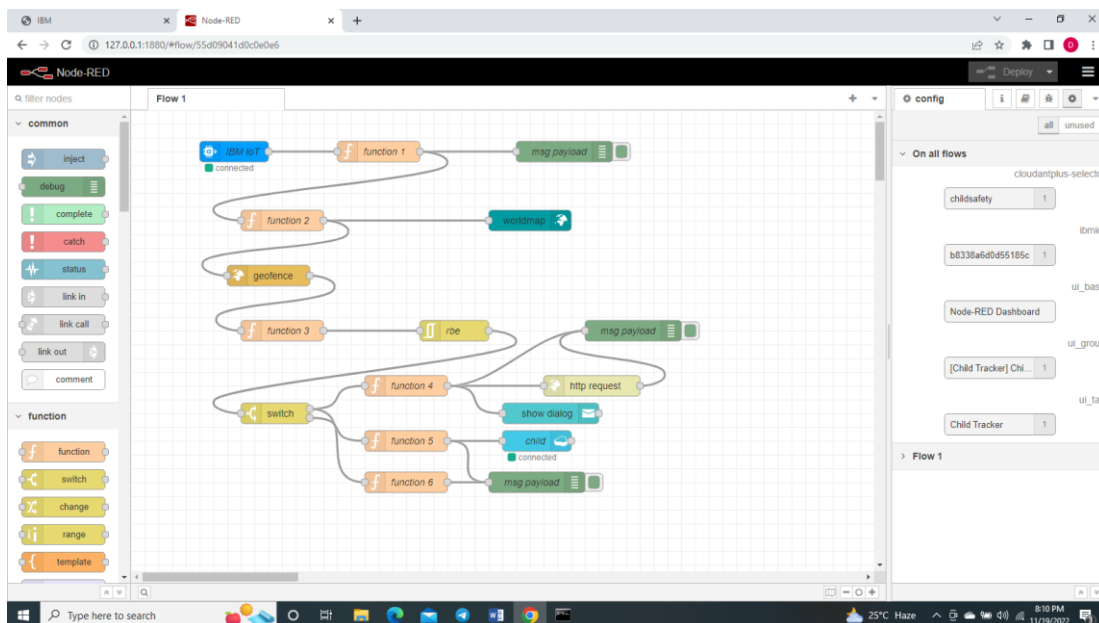 IBM
Node-RED
127.0.0.1:1880/#flow/55d09041d0c0e0e6
D
Node-RED
Deploy
filter nodes
common
inject
debug
complete
catch
status
link in
link call
link out
comment
function
function
switch
change
range
template
Flow 1
IBM IoT
connected
function 1
msg payload
function 2
worldmap
geofence
function 3
rbe
msg payload
function 4
http request
switch
show dialog
function 5
child
connected
function 6
msg payload
config
i
all
unused
On all flows
cloudantplus-selecto
childsafety
1
ibmi
b8338a6d0d55185c
1
ui_bas
Node-RED Dashboard
ui_grou
[Child Tracker] Chi...
1
ui_ta
Child Tracker
1
Flow 1
Type here to search
25°C Haze
8:10 PM
11/19/2022